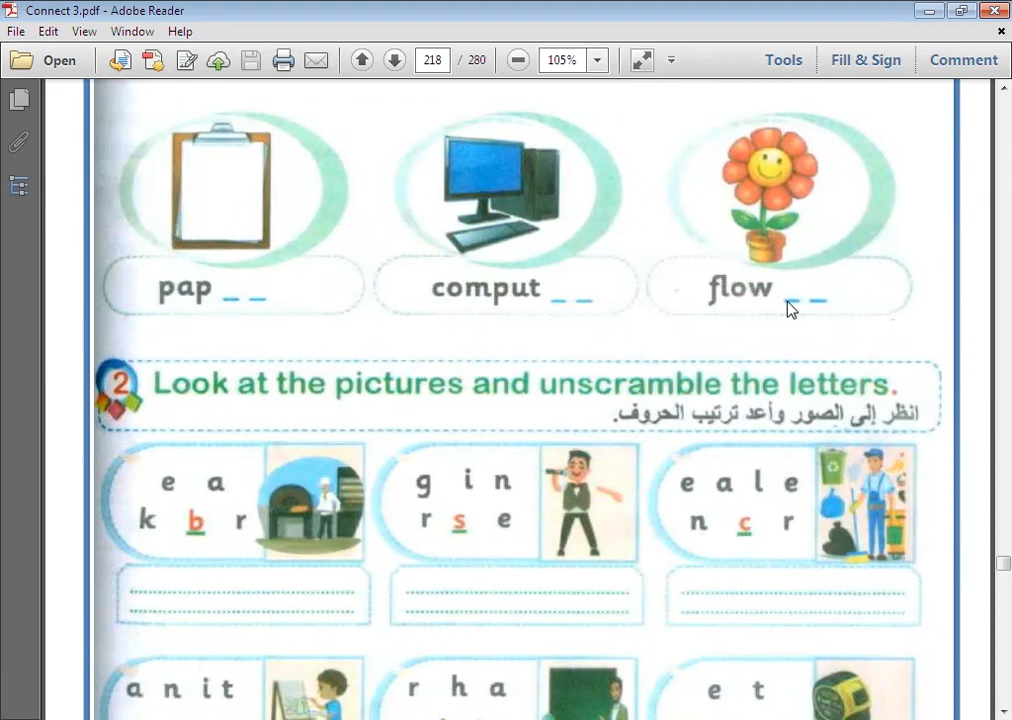 Connect 3.pdf - Adobe Reader
File Edit View Window Help
Open 218 / 280 105% Tools Fill & Sign Comment
pap _ _ comput _ _ flow _ _
2 Look at the pictures and unscramble the letters.
انظر إلى الصور وأعد ترتيب الحروف.
e a g i n e a l e
k b r r s e n c r
a n i t r h a e t